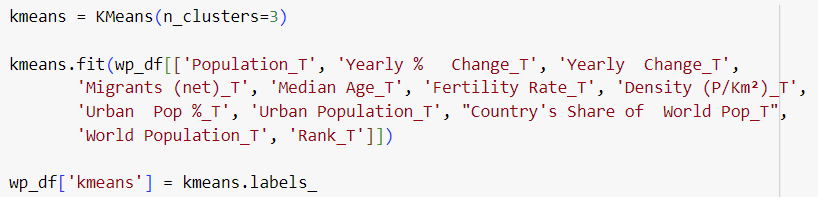 kmeans = KMeans(n_clusters=3)
kmeans.fit(wp_df[['Population_T', 'Yearly %   Change_T', 'Yearly  Change_T',
'Migrants (net)_T', 'Median Age_T', 'Fertility Rate_T', 'Density (P/Km²)_T',
'Urban  Pop %_T', 'Urban Population_T', "Country's Share of  World Pop_T",
'World Population_T', 'Rank_T']])
wp_df['kmeans'] = kmeans.labels_